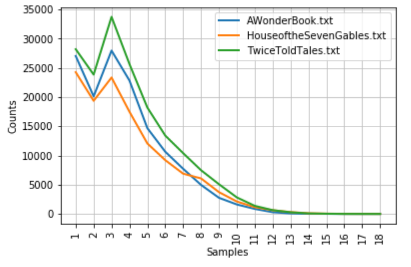 35000
30000
25000
20000
15000
10000
5000
0
Counts
AWonderBook.txt
HouseoftheSevenGables.txt
TwiceToldTales.txt
1 2 3 4 5 6 7 8 9 10 11 12 13 14 15 16 17 18
Samples